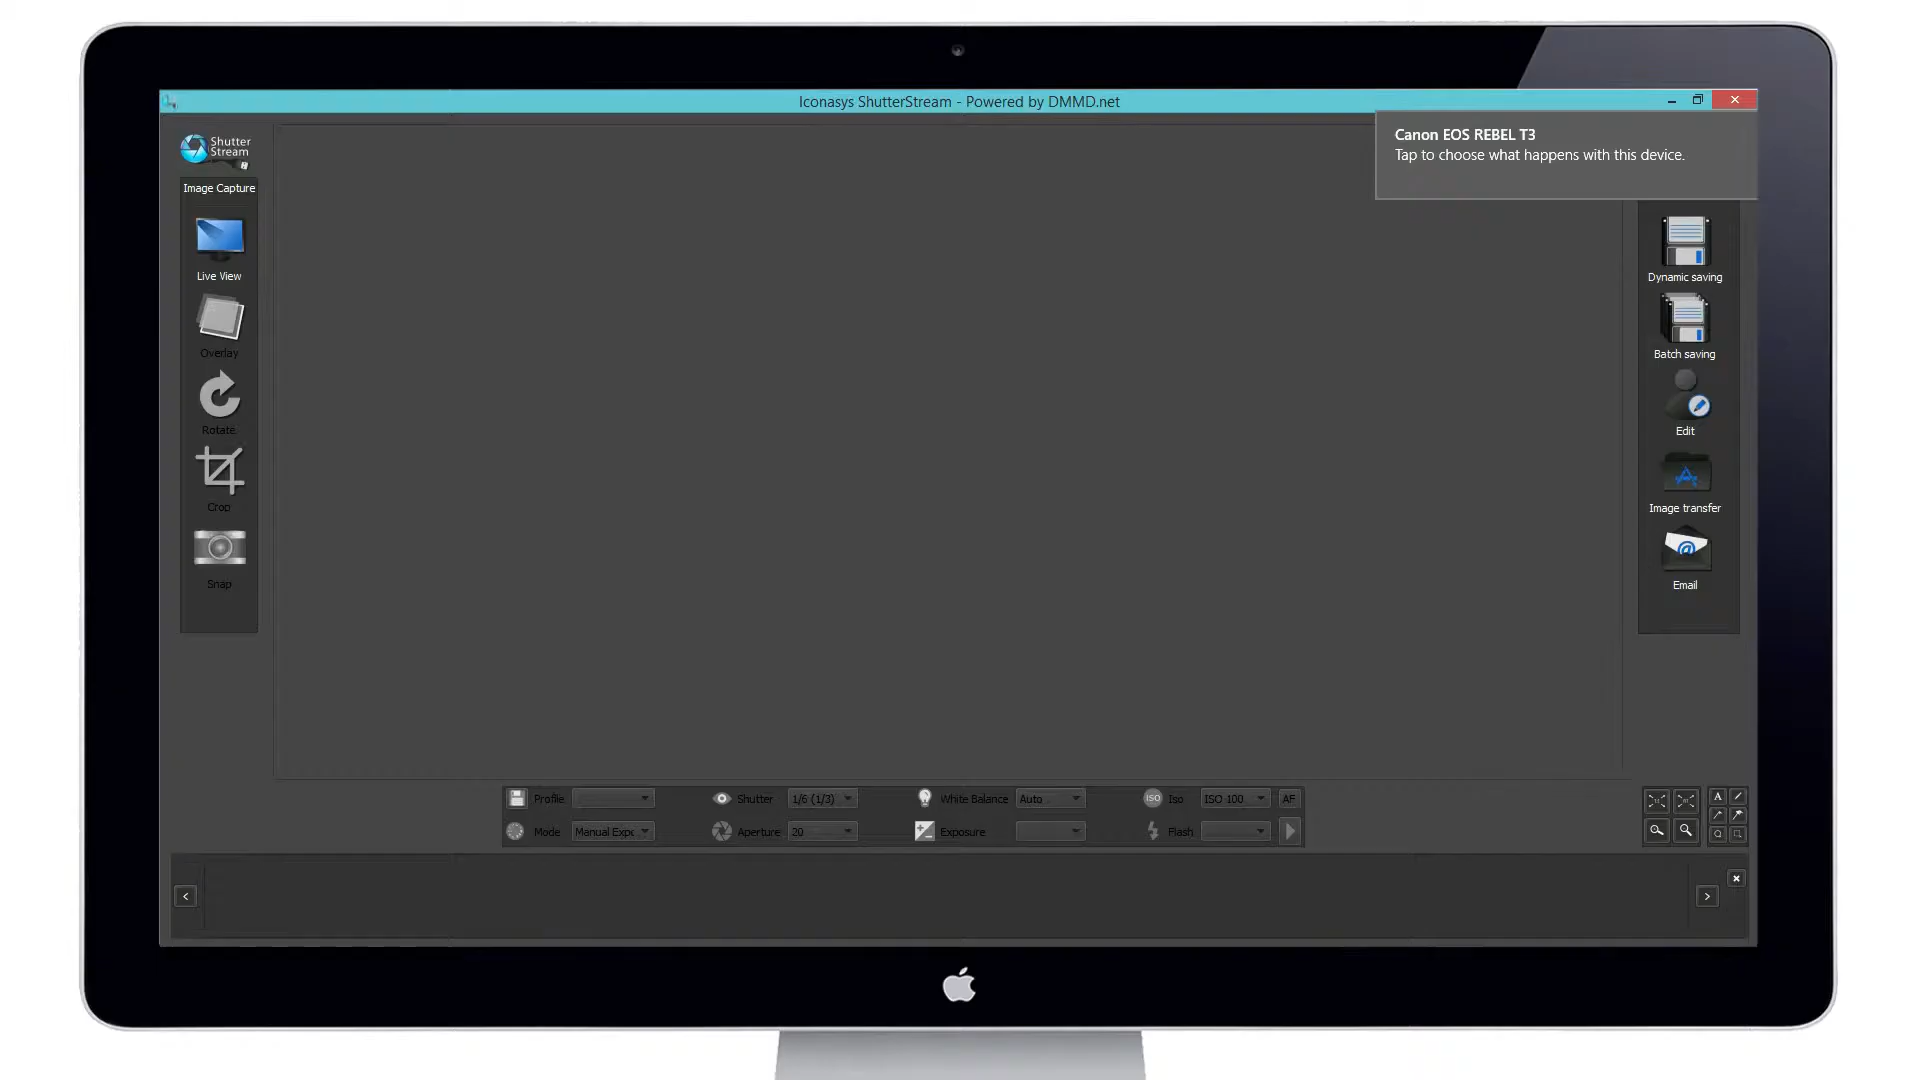 Iconasys ShutterStream - Powered by DMMD.net
Canon EOS REBEL T3
Tap to choose what happens with this device.
Shutter
Stream
Image Capture
Live View
Overlay
Rotate
Crop
Snap
Dynamic saving
Batch saving
Edit
Image transfer
Email
Profile
Shutter 1/6 (1/3)
White Balance Auto
ISO Iso ISO 100 AF
Mode Manual Expo
Aperture 20
Exposure
Flash
A